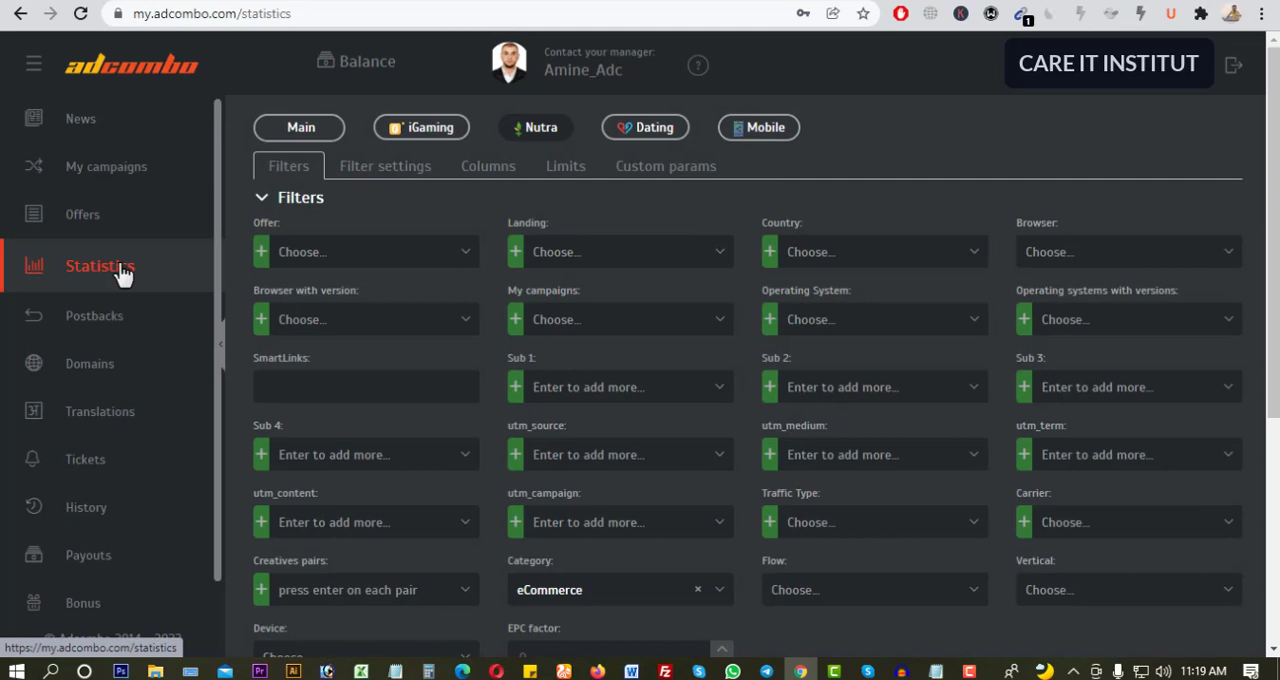 my.adcombo.com/statistics
adcombo
Balance
Contact your manager:
Amine_Adc
?
CARE IT INSTITUT
News
My campaigns
Offers
Statistics
Postbacks
Domains
Translations
Tickets
History
Payouts
Bonus
https://my.adcombo.com/statistics
Main
iGaming
Nutra
Dating
Mobile
Filters
Filter settings
Columns
Limits
Custom params
Filters
Offer:
Landing:
Country:
Browser:
+ Choose...
+ Choose...
+ Choose...
Choose...
Browser with version:
My campaigns:
Operating System:
Operating systems with versions:
+ Choose...
+ Choose...
+ Choose...
+ Choose...
SmartLinks:
Sub 1:
Sub 2:
Sub 3:
+ Enter to add more...
+ Enter to add more...
+ Enter to add more...
Sub 4:
utm_source:
utm_medium:
utm_term:
+ Enter to add more...
+ Enter to add more...
+ Enter to add more...
+ Enter to add more...
utm_content:
utm_campaign:
Traffic Type:
Carrier:
+ Enter to add more...
+ Enter to add more...
+ Choose...
+ Choose...
Creatives pairs:
Category:
Flow:
Vertical:
+ press enter on each pair
eCommerce ×
Choose...
Choose...
Device:
EPC factor:
11:19 AM